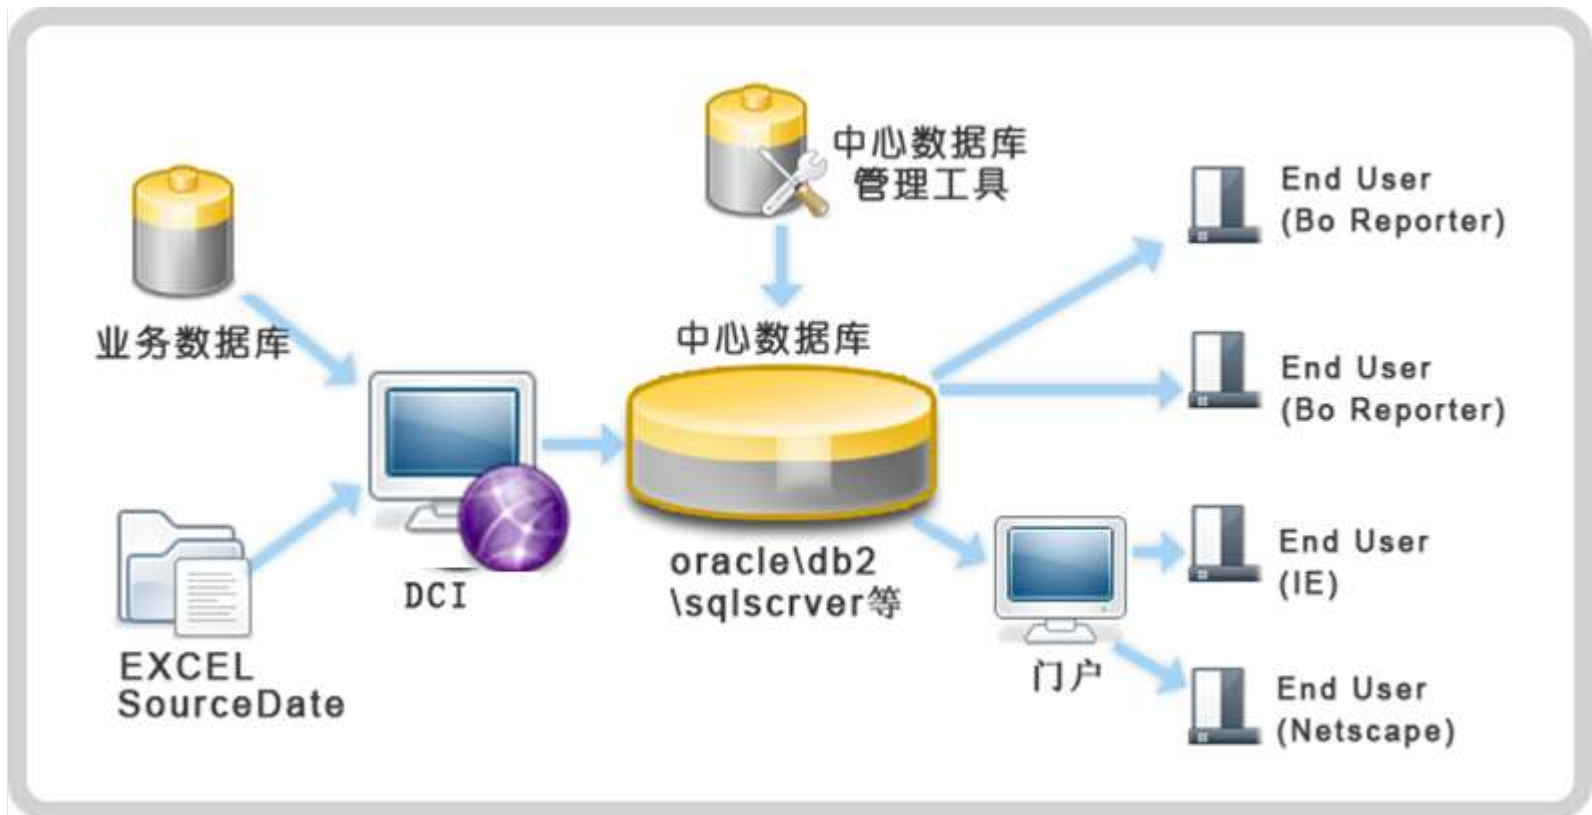 中心数据库
管理工具
业务数据库
中心数据库
DCI
EXCEL
SourceDate
oracle\db2
\sqlscrver等
门户
End User
(Bo Reporter)
End User
(Bo Reporter)
End User
(IE)
End User
(Netscape)